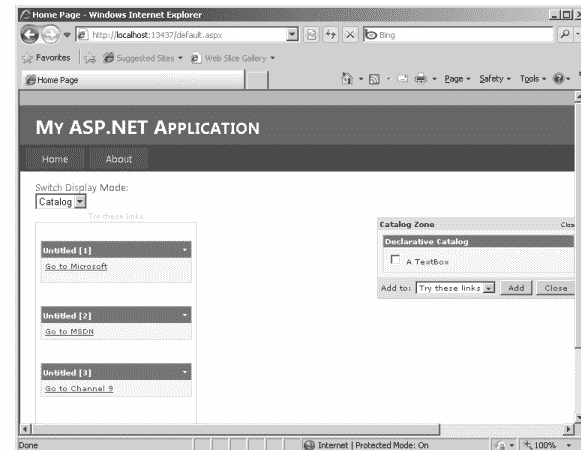 Home Page - Windows Internet Explorer
http://localhost:13437/default.aspx
Bing
Favorites Suggested Sites Web Slice Gallery
Home Page
Page Safety Tools
MY ASP.NET APPLICATION
Home About
Switch Display Mode:
Catalog
Try these links
Untitled [1]
Go to Microsoft
Untitled [2]
Go to MSDN
Untitled [3]
Go to Channel 9
Catalog Zone Clos
Declarative Catalog
A TextBox
Add to: Try these links Add Close
Done Internet | Protected Mode: On 100%